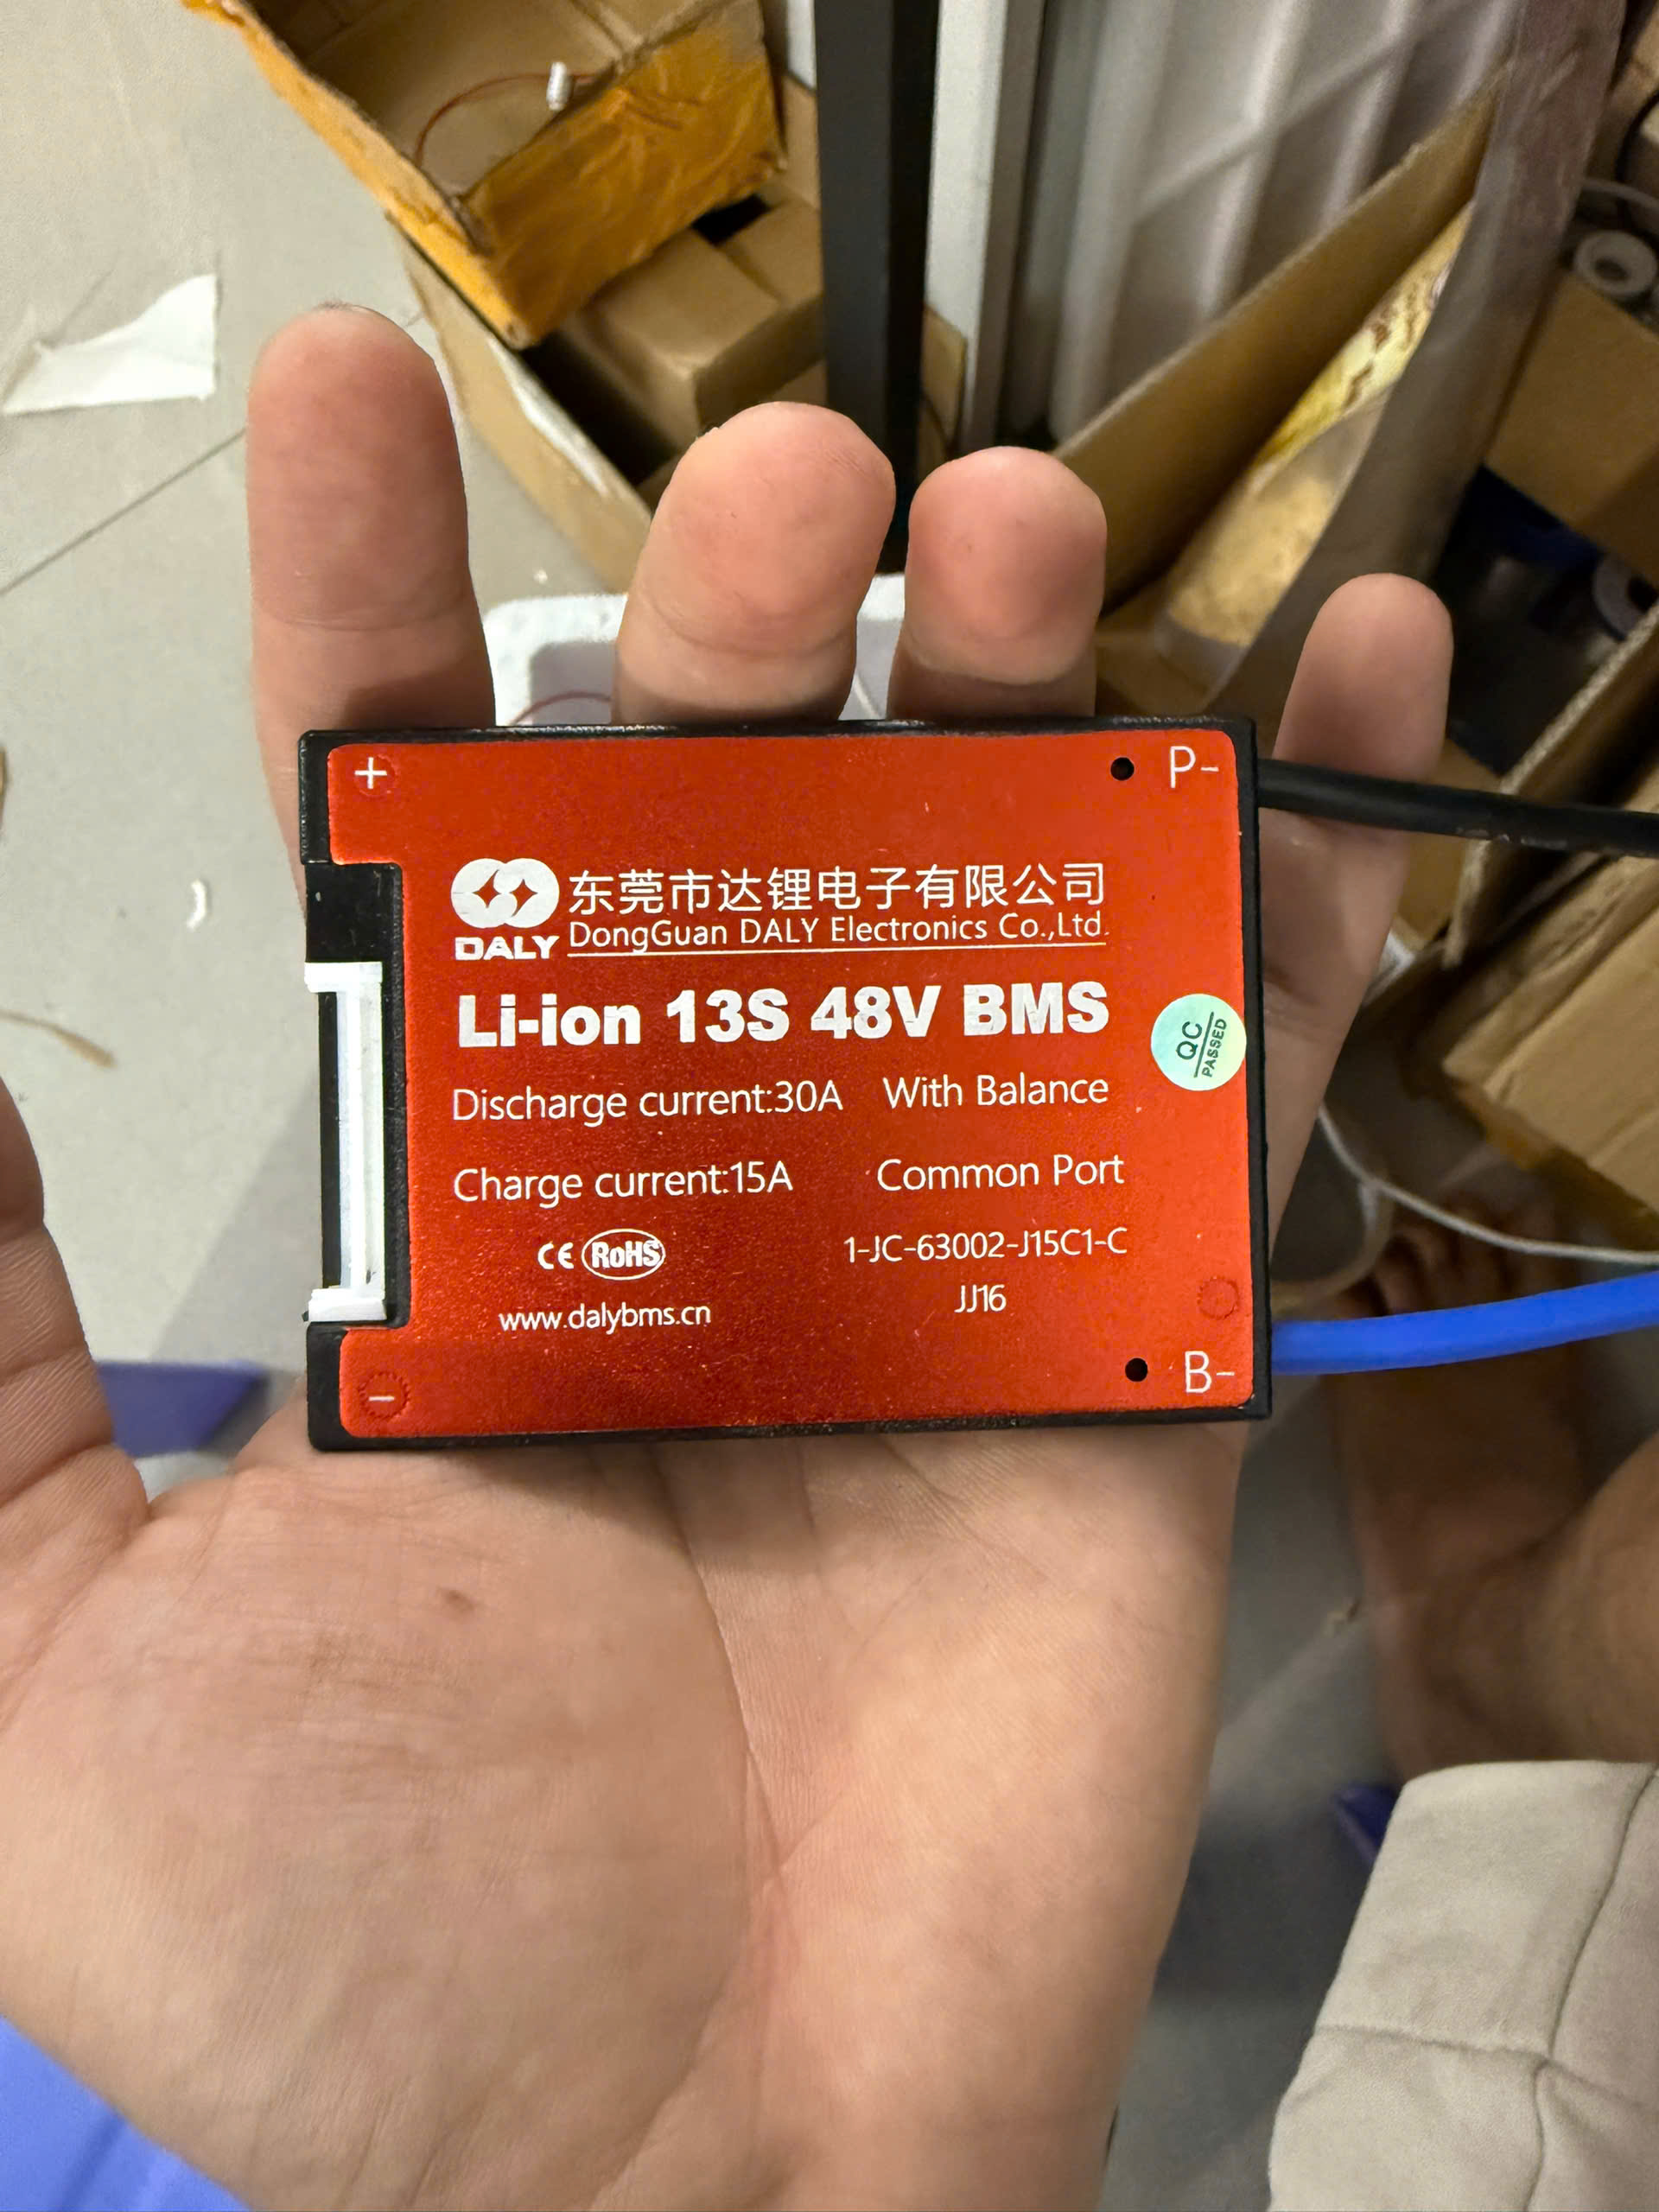 +
P-
东莞市达锂电子有限公司
DALY DongGuan DALY Electronics Co.,Ltd.
Li-ion 13S 48V BMS
QC
PASSED
Discharge current:30A With Balance
Charge current:15A Common Port
CE RoHS 1-JC-63002-J15C1-C
www.dalybms.cn JJ16
- B-